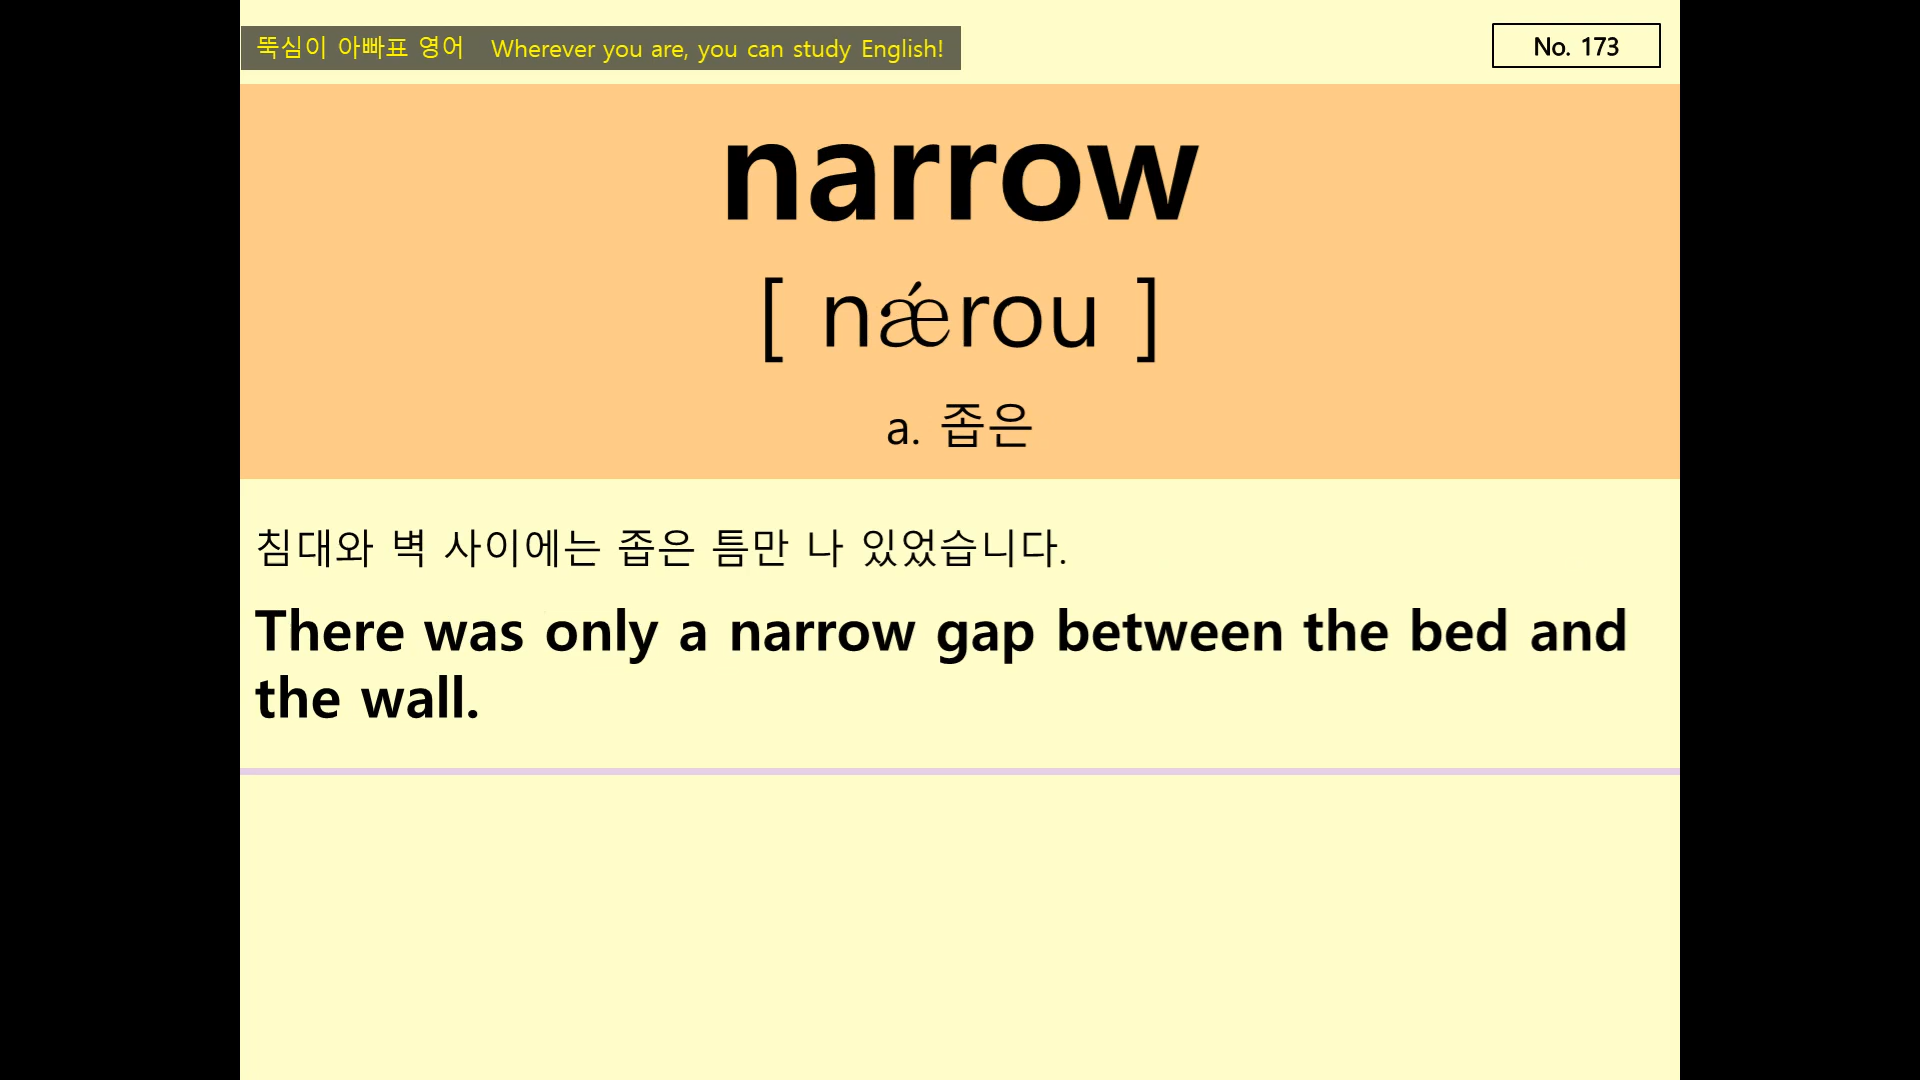 뚝심이 아빠표 영어 Wherever you are, you can study English!
No. 173
narrow
[ nǽrou ]
a. 좁은
침대와 벽 사이에는 좁은 틈만 나 있었습니다.
There was only a narrow gap between the bed and
the wall.